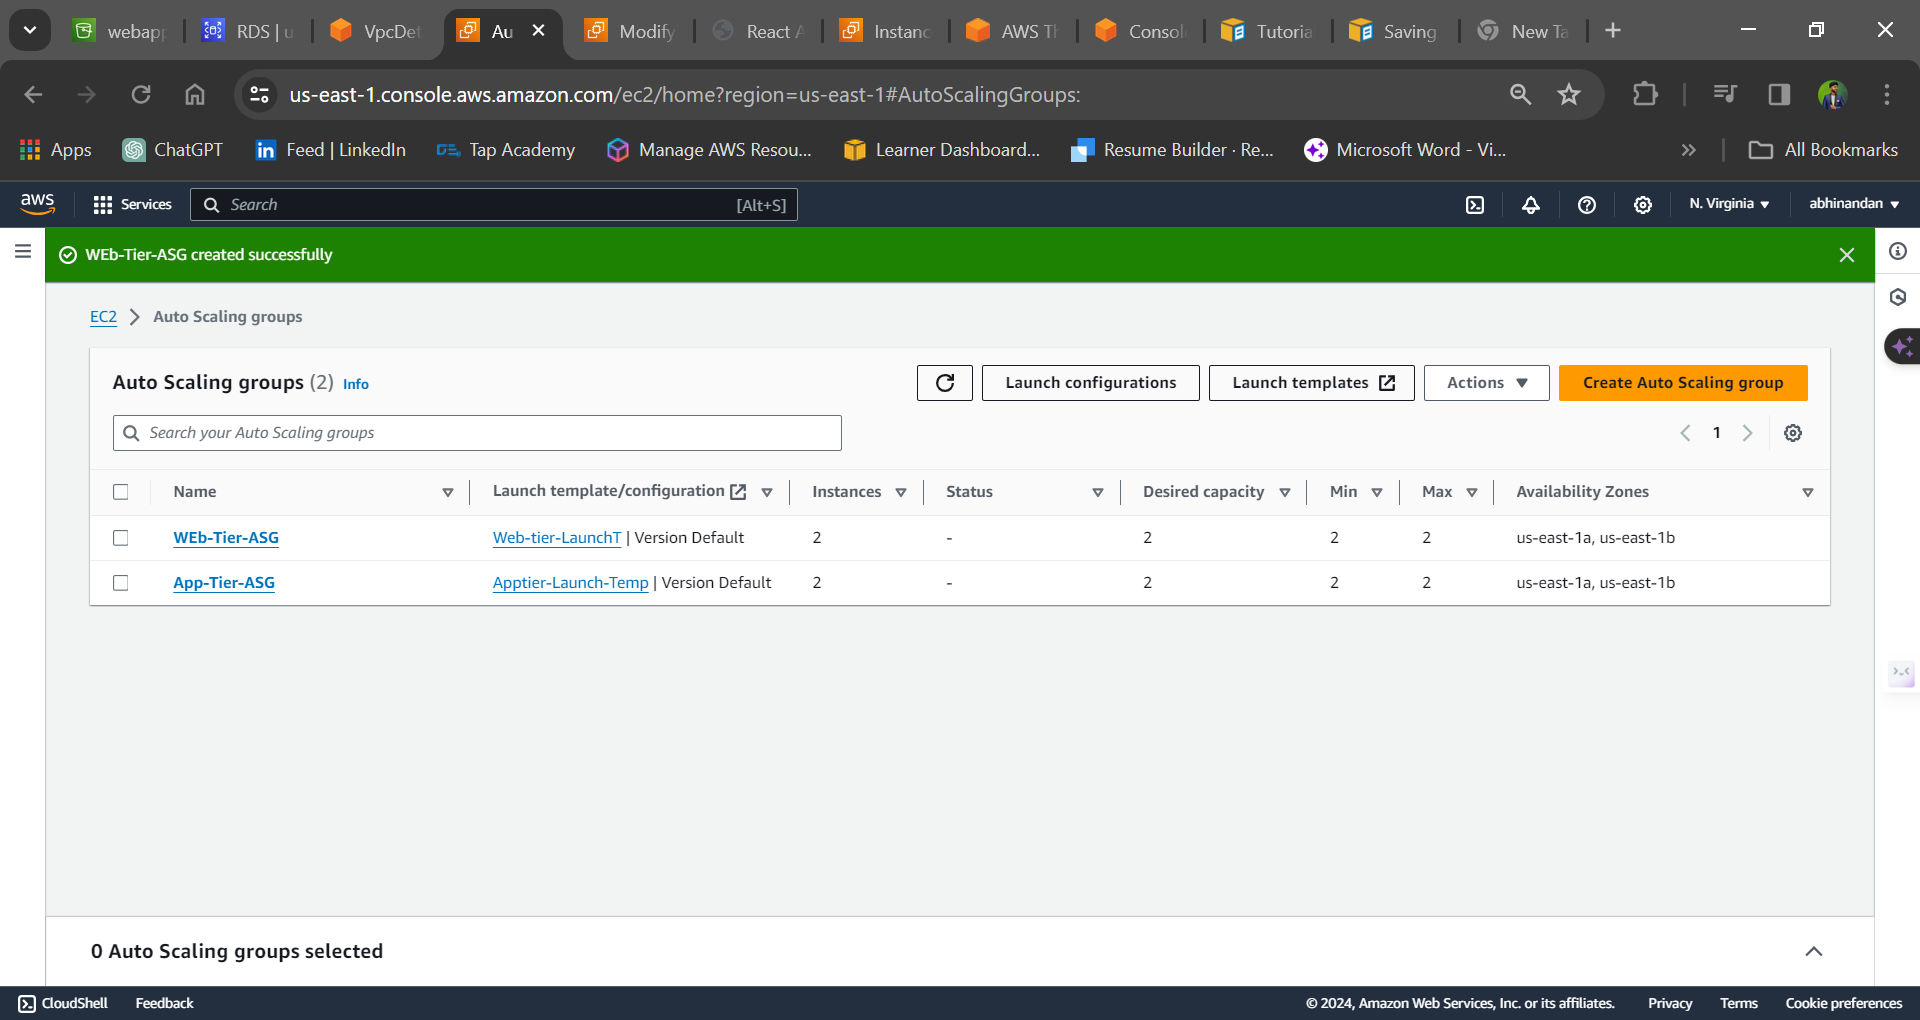 webapp
RDS | u
VpcDet
Au
Modify
React A
Instanc
AWS Th
Consol
Tutoria
Saving
New Ta
us-east-1.console.aws.amazon.com/ec2/home?region=us-east-1#AutoScalingGroups:
Apps
ChatGPT
Feed | LinkedIn
Tap Academy
Manage AWS Resou...
Learner Dashboard...
Resume Builder · Re...
Microsoft Word - Vi...
All Bookmarks
aws
Services
Search
[Alt+S]
N. Virginia
abhinandan
WEb-Tier-ASG created successfully
EC2
Auto Scaling groups
Auto Scaling groups (2) Info
Launch configurations
Launch templates
Actions
Create Auto Scaling group
Search your Auto Scaling groups
1
Name Launch template/configuration Instances Status Desired capacity Min Max Availability Zones
WEb-Tier-ASG Web-tier-LaunchT | Version Default 2 - 2 2 2 us-east-1a, us-east-1b
App-Tier-ASG Apptier-Launch-Temp | Version Default 2 - 2 2 2 us-east-1a, us-east-1b
0 Auto Scaling groups selected
CloudShell
Feedback
© 2024, Amazon Web Services, Inc. or its affiliates.
Privacy
Terms
Cookie preferences